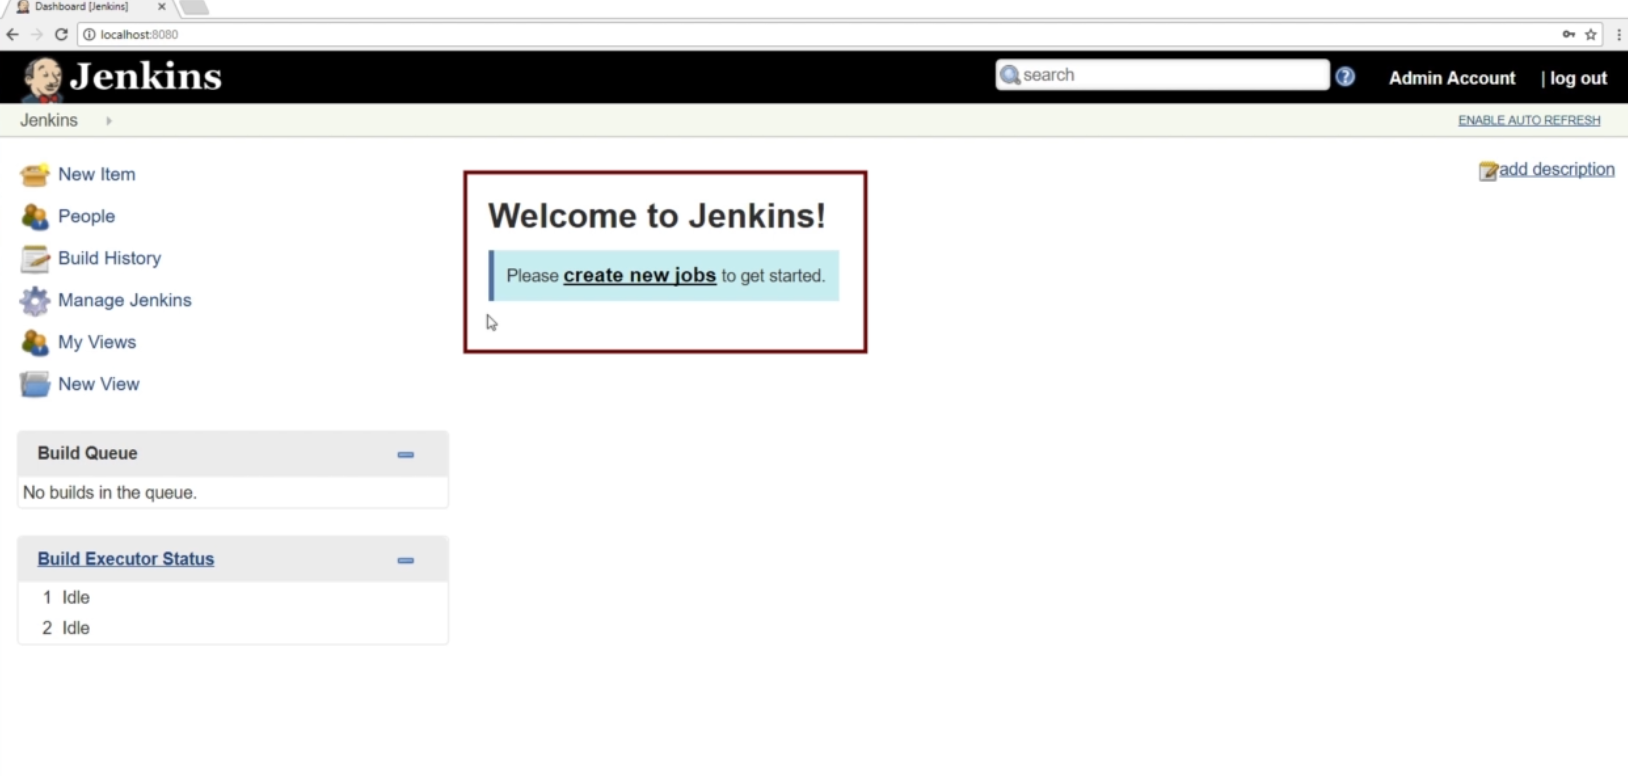 Dashboard [Jenkins]
localhost:8080
Jenkins
search
Admin Account
| log out
Jenkins
ENABLE AUTO REFRESH
New Item
People
Build History
Manage Jenkins
My Views
New View
add description
Welcome to Jenkins!
Please create new jobs to get started.
Build Queue
No builds in the queue.
Build Executor Status
1 Idle
2 Idle